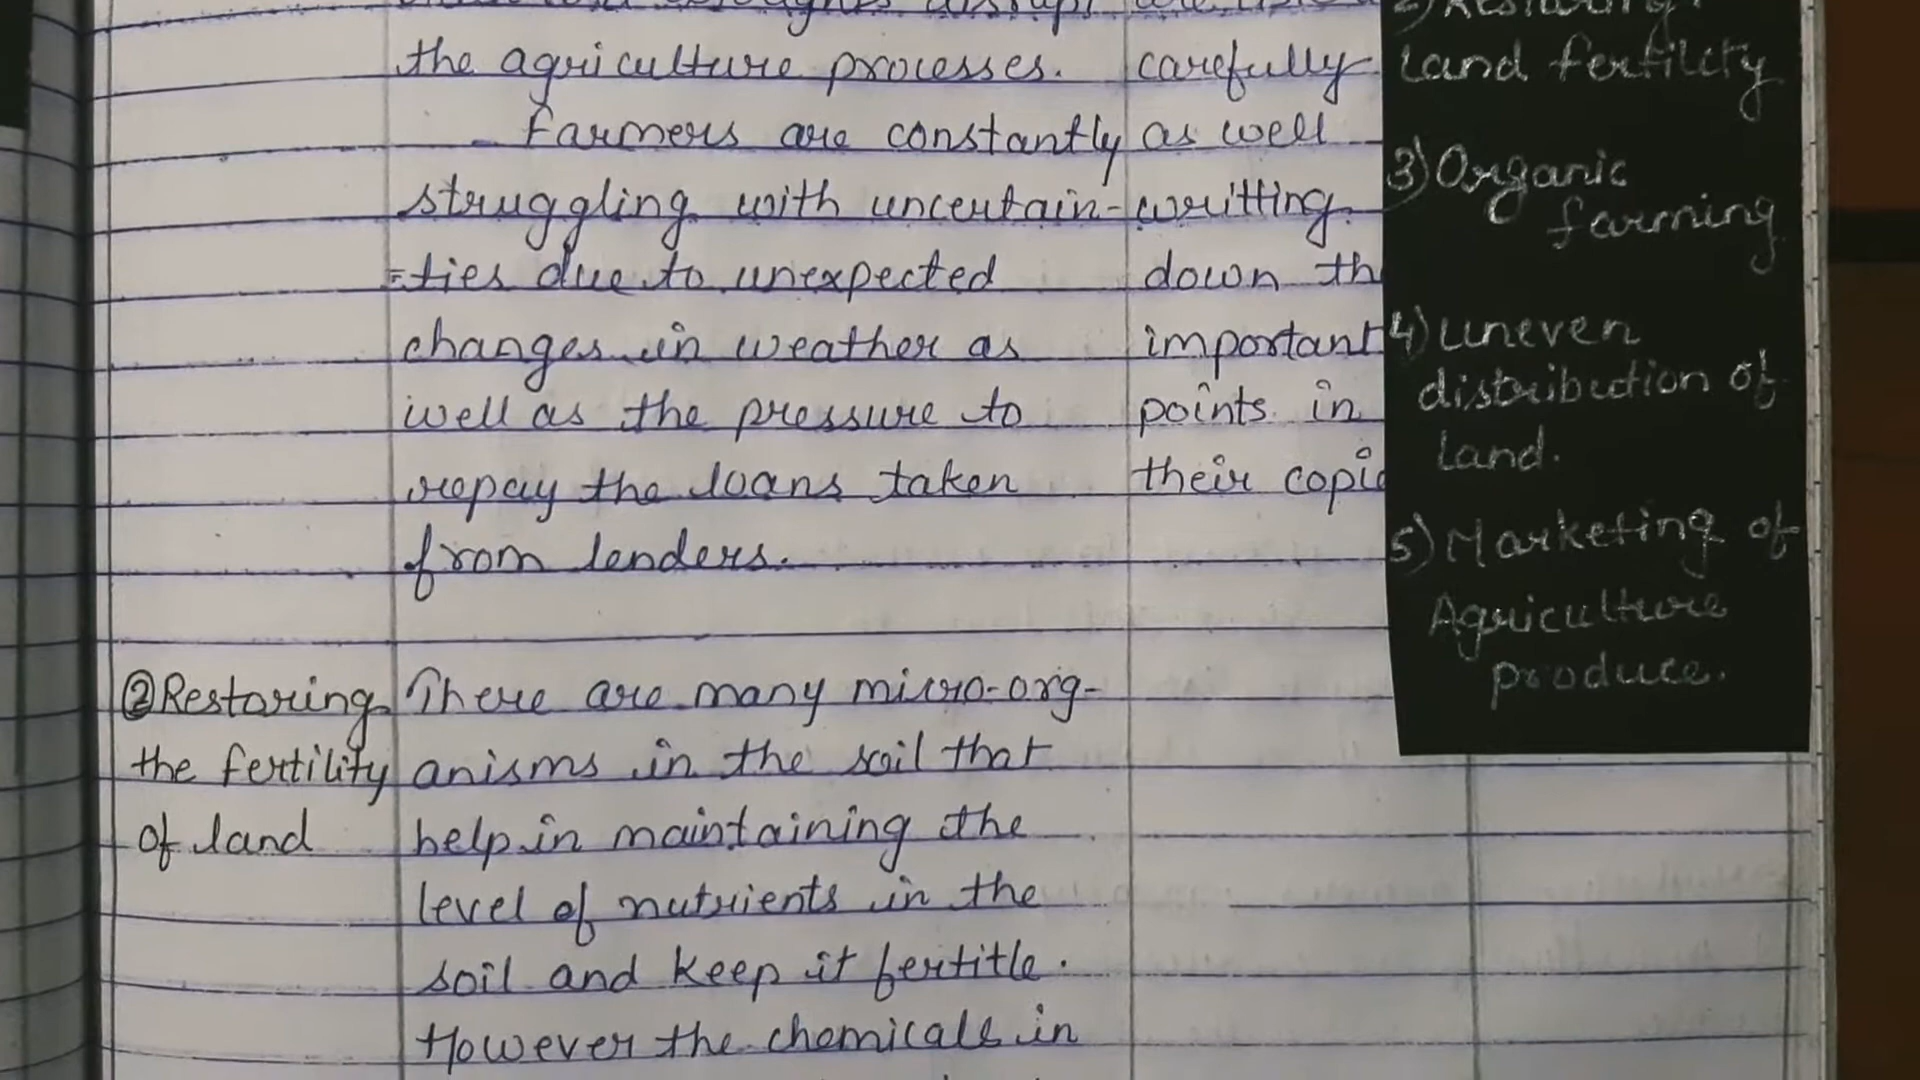 the agriculture processes.
Farmers are constantly
struggling with uncertain-
=ties due to unexpected
changes in weather as
well as the pressure to
repay the loans taken
from lenders.
②Restoring
the fertility
of land
There are many micro-org-
anisms in the soil that
help in maintaining the
level of nutrients in the
soil and keep it fertitle.
However the chemicals in
carefully
as well
writting
down th
important
points in
their copie
2) Restoring
Land fertility
3) Organic
farming
4) Uneven
distribution of
Land.
5) Marketing of
Agriculture
produce.